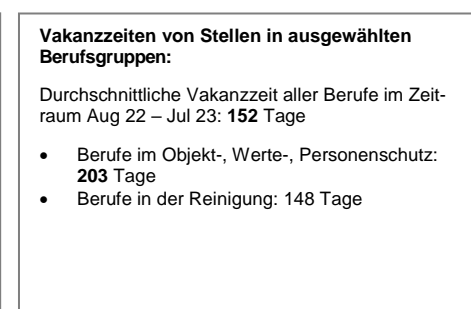 Vakanzzeiten von Stellen in ausgewählten
Berufsgruppen:
Durchschnittliche Vakanzzeit aller Berufe im Zeit-
raum Aug 22 – Jul 23: 152 Tage
• Berufe im Objekt-, Werte-, Personenschutz:
203 Tage
• Berufe in der Reinigung: 148 Tage